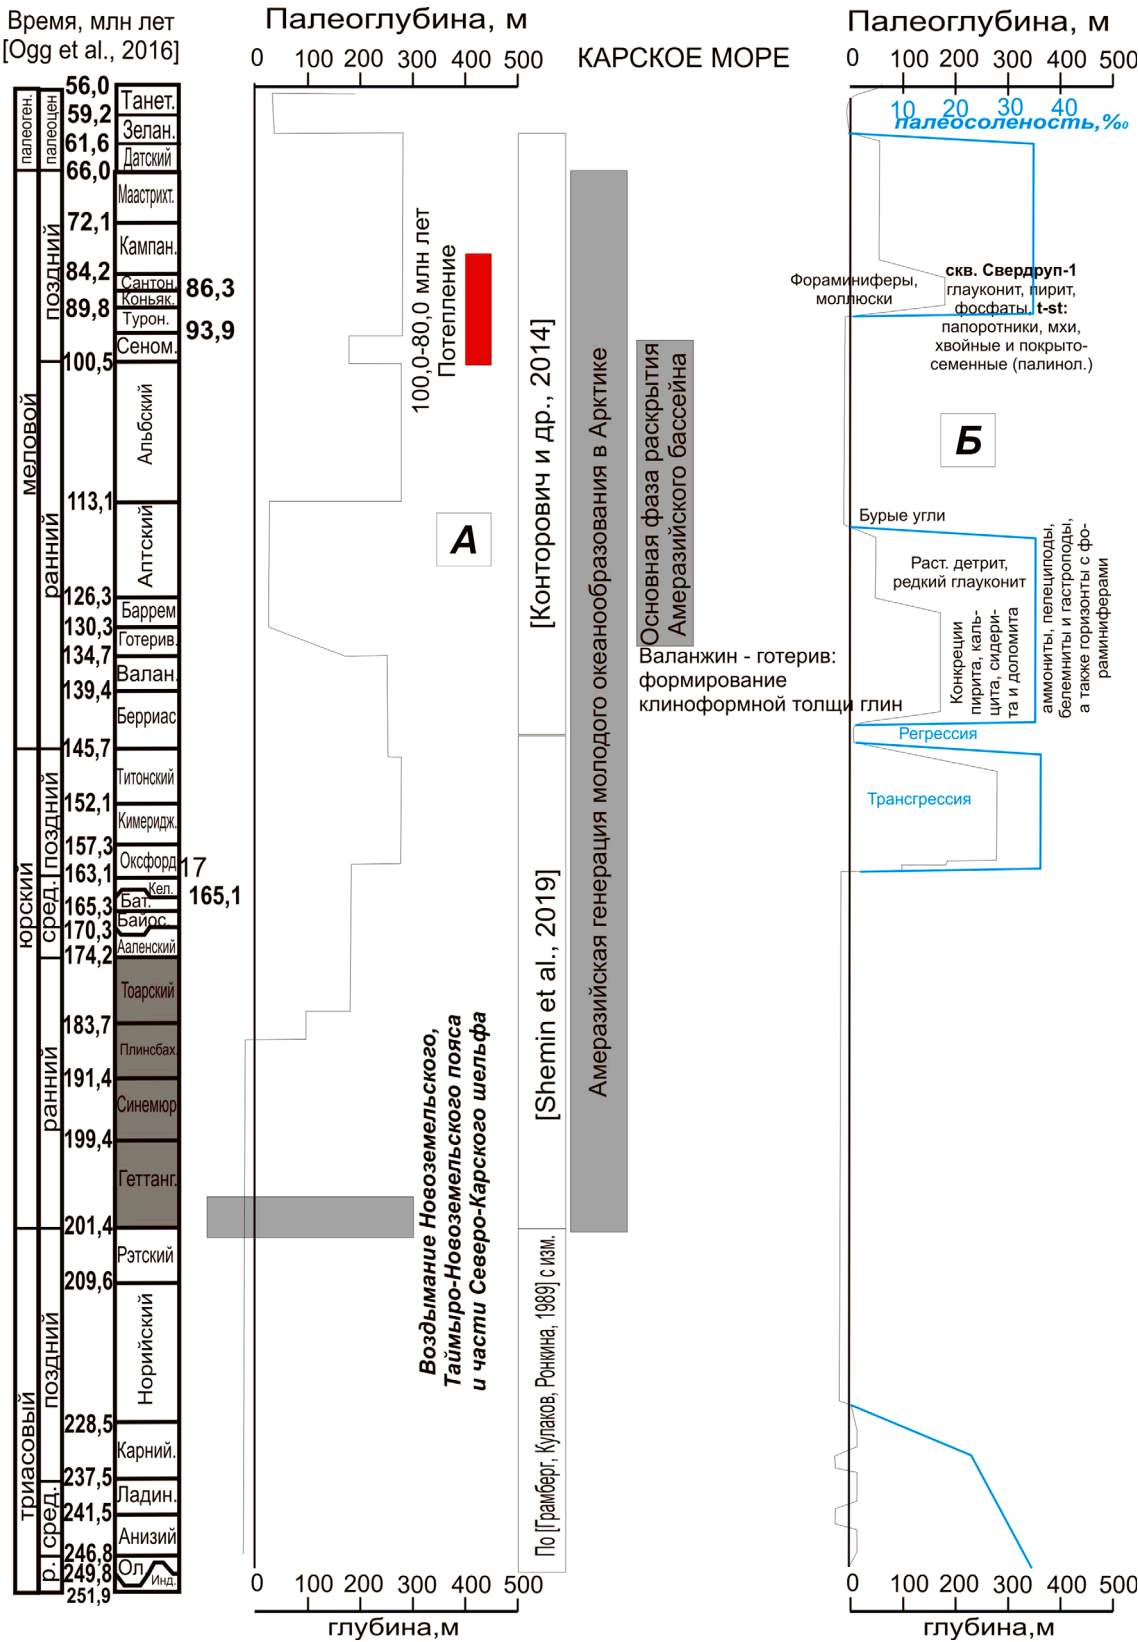 Время, млн лет
[Ogg et al., 2016]
Палеоглубина, м
0 100 200 300 400 500
КАРСКОЕ МОРЕ
Палеоглубина, м
0 100 200 300 400 500
10 20 30 40
палеосоленость,‰
палеоген.
палеоцен
меловой
поздний
ранний
юрский
поздний
сред.
ранний
триасовый
поздний
сред.
р.
56,0
Танет.
59,2
Зелан.
61,6
Датский
66,0
Маастрихт.
72,1
Кампан.
84,2
Сантон.
86,3
Коньяк.
89,8
Турон.
93,9
Сеном.
100,5
Альбский
113,1
Аптский
126,3
Баррем
130,3
Готерив.
134,7
Валан.
139,4
Берриас
145,7
Титонский
152,1
Кимеридж.
157,3
Оксфорд
17
163,1
Кел.
165,1
Бат.
165,3
Байос.
170,3
Ааленский
174,2
Тоарский
183,7
Плинсбах.
191,4
Синемюр
199,4
Геттанг.
201,4
Рэтский
209,6
Норийский
228,5
Карний.
237,5
Ладин.
241,5
Анизий
246,8
Ол
249,8
Инд.
251,9
100,0-80,0 млн лет
Потепление
А
Воздымание Новоземельского,
Таймыро-Новоземельского пояса
и части Северо-Карского шельфа
[Конторович и др., 2014]
[Shemin et al., 2019]
По [Грамберг, Кулаков, Ронкина, 1989] с изм.
Амеразийская генерация молодого океанообразования в Арктике
Основная фаза раскрытия
Амеразийского бассейна
Валанжин - готерив:
формирование
клиноформной толщи глин
Фораминиферы,
моллюски
скв. Свердруп-1
глауконит, пирит,
фосфаты, t-st:
папоротники, мхи,
хвойные и покрыто-
семенные (палинол.)
Б
Бурые угли
Раст. детрит,
редкий глауконит
Конкреции
пирита, каль-
цита, сидери-
та и доломита
аммониты, пелециподы,
белемниты и гастроподы,
а также горизонты с фо-
раминиферами
Регрессия
Трансгрессия
0 100 200 300 400 500
глубина,м
0 100 200 300 400 500
глубина,м